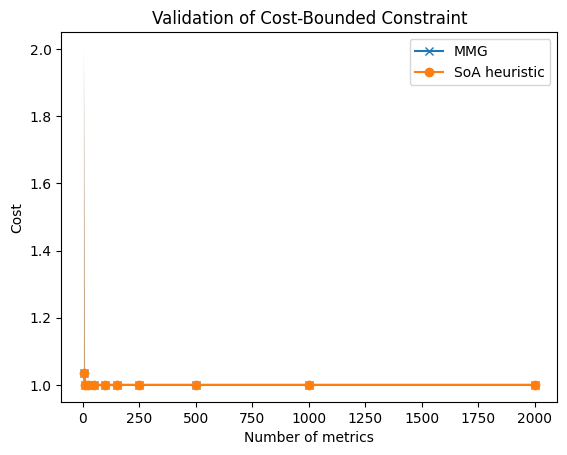 Validation of Cost-Bounded Constraint
MMG
SoA heuristic
Cost
2.0
1.8
1.6
1.4
1.2
1.0
0 250 500 750 1000 1250 1500 1750 2000
Number of metrics